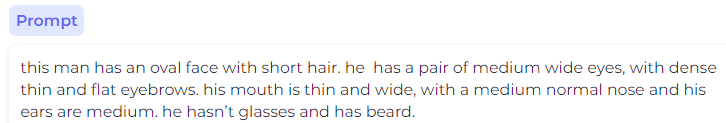 Prompt
this man has an oval face with short hair. he has a pair of medium wide eyes, with dense
thin and flat eyebrows. his mouth is thin and wide, with a medium normal nose and his
ears are medium. he hasn’t glasses and has beard.